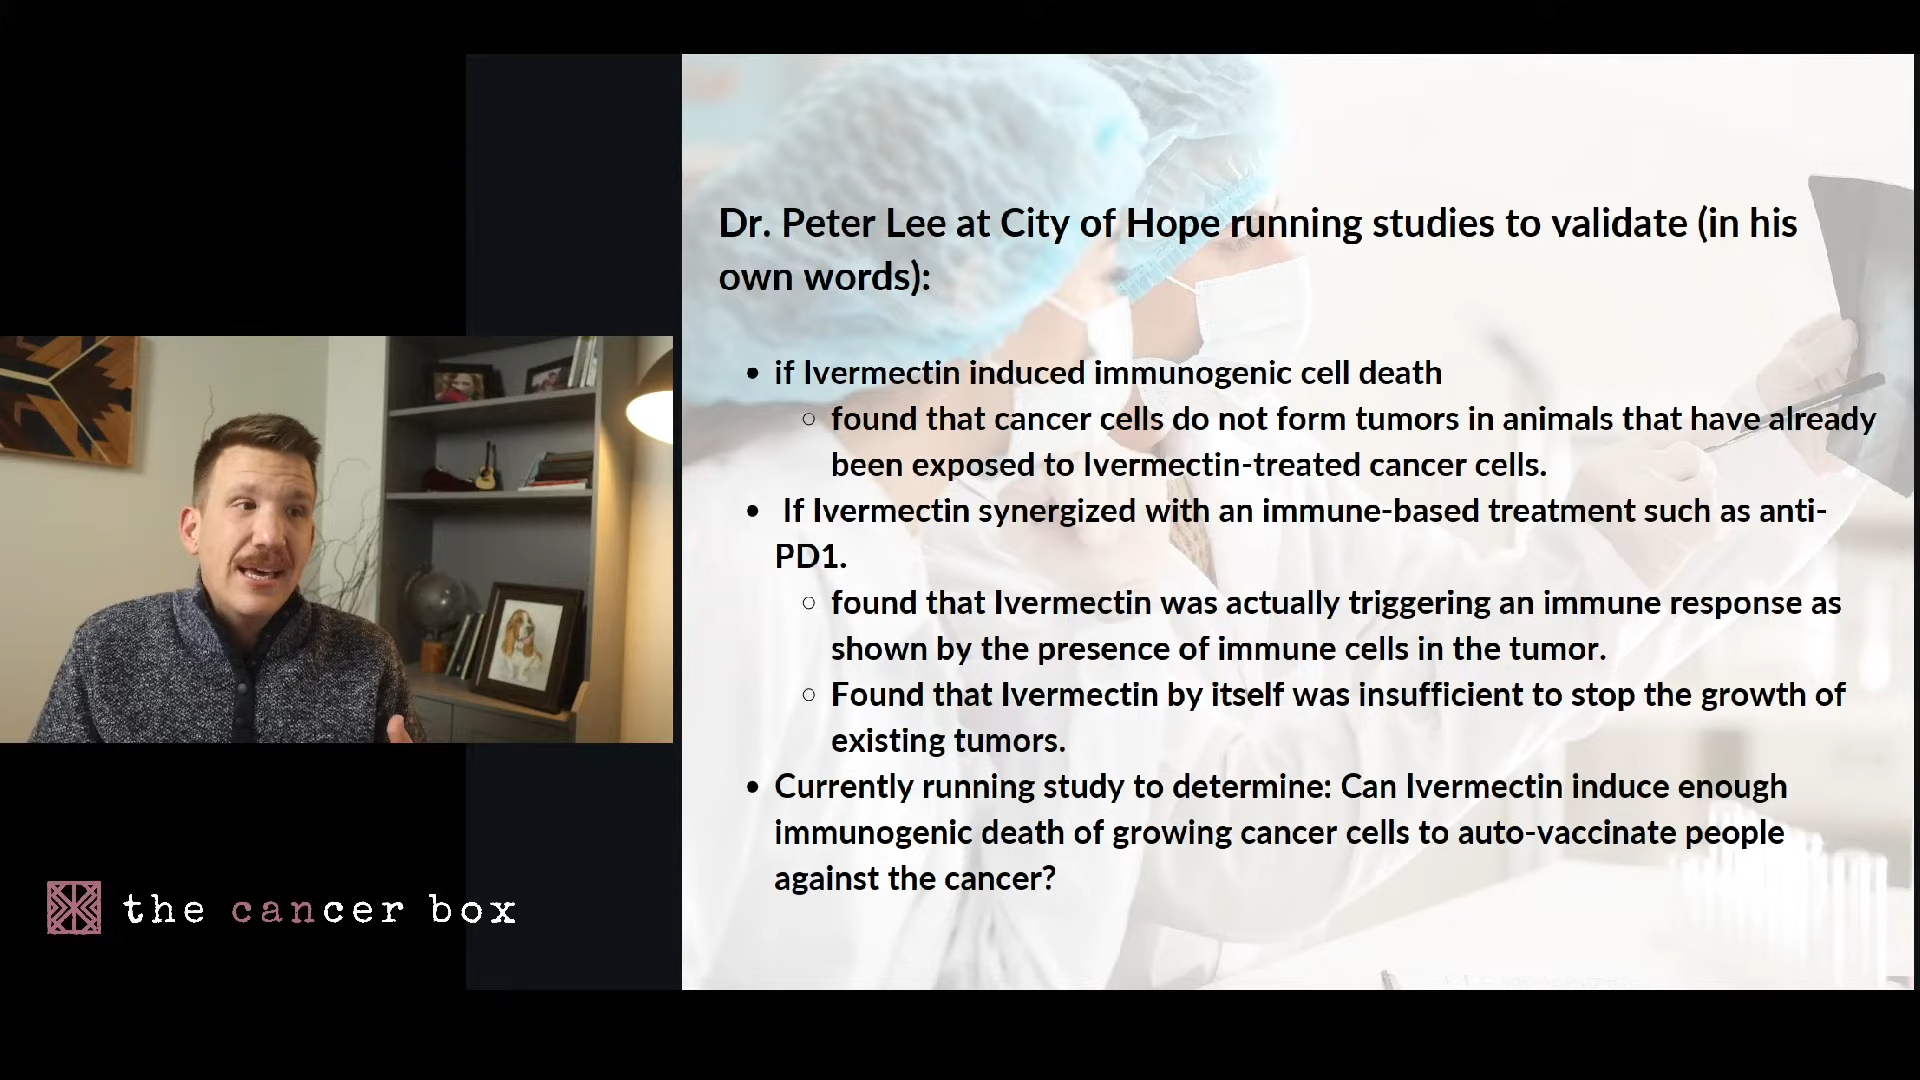 Dr. Peter Lee at City of Hope running studies to validate (in his
own words):
• if Ivermectin induced immunogenic cell death
○ found that cancer cells do not form tumors in animals that have already
been exposed to Ivermectin-treated cancer cells.
• If Ivermectin synergized with an immune-based treatment such as anti-
PD1.
○ found that Ivermectin was actually triggering an immune response as
shown by the presence of immune cells in the tumor.
○ Found that Ivermectin by itself was insufficient to stop the growth of
existing tumors.
• Currently running study to determine: Can Ivermectin induce enough
immunogenic death of growing cancer cells to auto-vaccinate people
against the cancer?
the cancer box